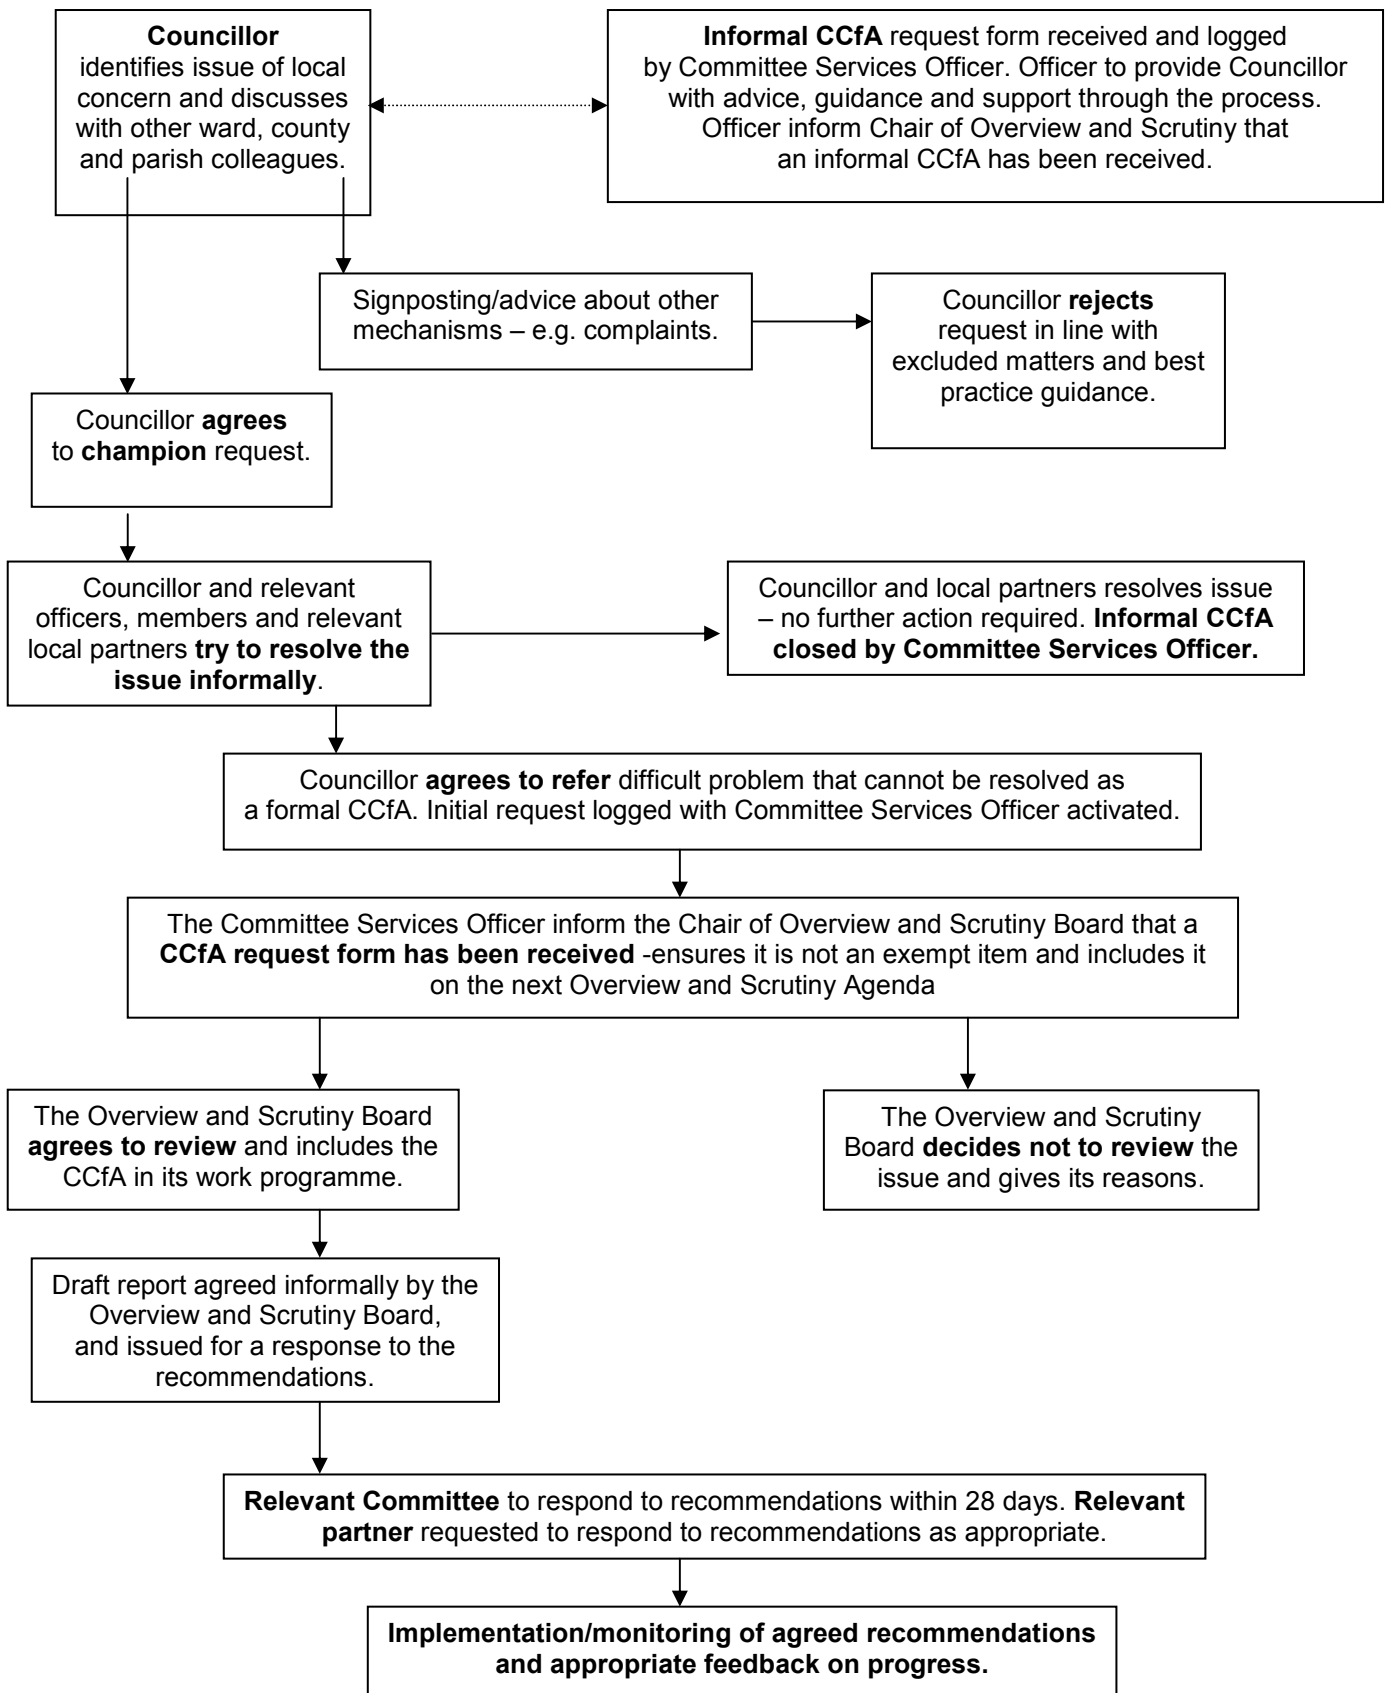 Councillor
identifies issue of local
concern and discusses
with other ward, county
and parish colleagues.
Informal CCfA request form received and logged
by Committee Services Officer. Officer to provide Councillor
with advice, guidance and support through the process.
Officer inform Chair of Overview and Scrutiny that
an informal CCfA has been received.
Signposting/advice about other
mechanisms – e.g. complaints.
Councillor rejects
request in line with
excluded matters and best
practice guidance.
Councillor agrees
to champion request.
Councillor and relevant
officers, members and relevant
local partners try to resolve the
issue informally.
Councillor and local partners resolves issue
– no further action required. Informal CCfA
closed by Committee Services Officer.
Councillor agrees to refer difficult problem that cannot be resolved as
a formal CCfA. Initial request logged with Committee Services Officer activated.
The Committee Services Officer inform the Chair of Overview and Scrutiny Board that a
CCfA request form has been received -ensures it is not an exempt item and includes it
on the next Overview and Scrutiny Agenda
The Overview and Scrutiny Board
agrees to review and includes the
CCfA in its work programme.
The Overview and Scrutiny
Board decides not to review the
issue and gives its reasons.
Draft report agreed informally by the
Overview and Scrutiny Board,
and issued for a response to the
recommendations.
Relevant Committee to respond to recommendations within 28 days. Relevant
partner requested to respond to recommendations as appropriate.
Implementation/monitoring of agreed recommendations
and appropriate feedback on progress.